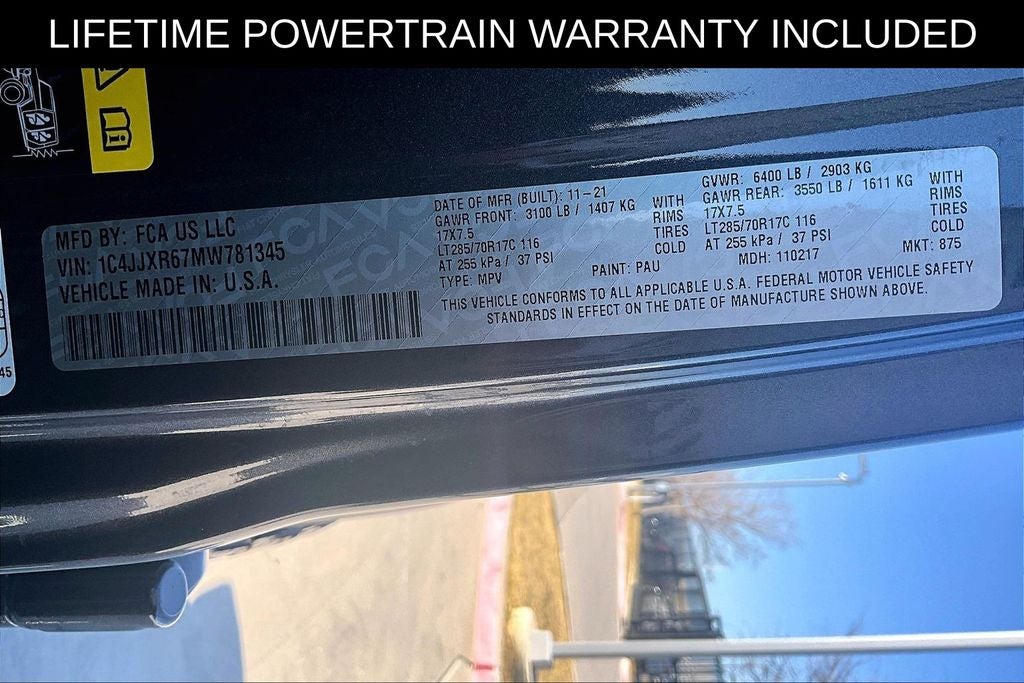 LIFETIME POWERTRAIN WARRANTY INCLUDED
MFD BY: FCA US LLC
VIN: 1C4JJXR67MW781345
VEHICLE MADE IN: U.S.A.
DATE OF MFR (BUILT): 11-21
GAWR FRONT: 3100 LB / 1407 KG WITH
17X7.5 RIMS
LT285/70R17C 116 TIRES
AT 255 kPa / 37 PSI COLD
TYPE: MPV PAINT: PAU
GVWR: 6400 LB / 2903 KG
GAWR REAR: 3550 LB / 1611 KG WITH
17X7.5 RIMS
LT285/70R17C 116 TIRES
AT 255 kPa / 37 PSI COLD
MDH: 110217 MKT: 875
THIS VEHICLE CONFORMS TO ALL APPLICABLE U.S.A. FEDERAL MOTOR VEHICLE SAFETY
STANDARDS IN EFFECT ON THE DATE OF MANUFACTURE SHOWN ABOVE.
45